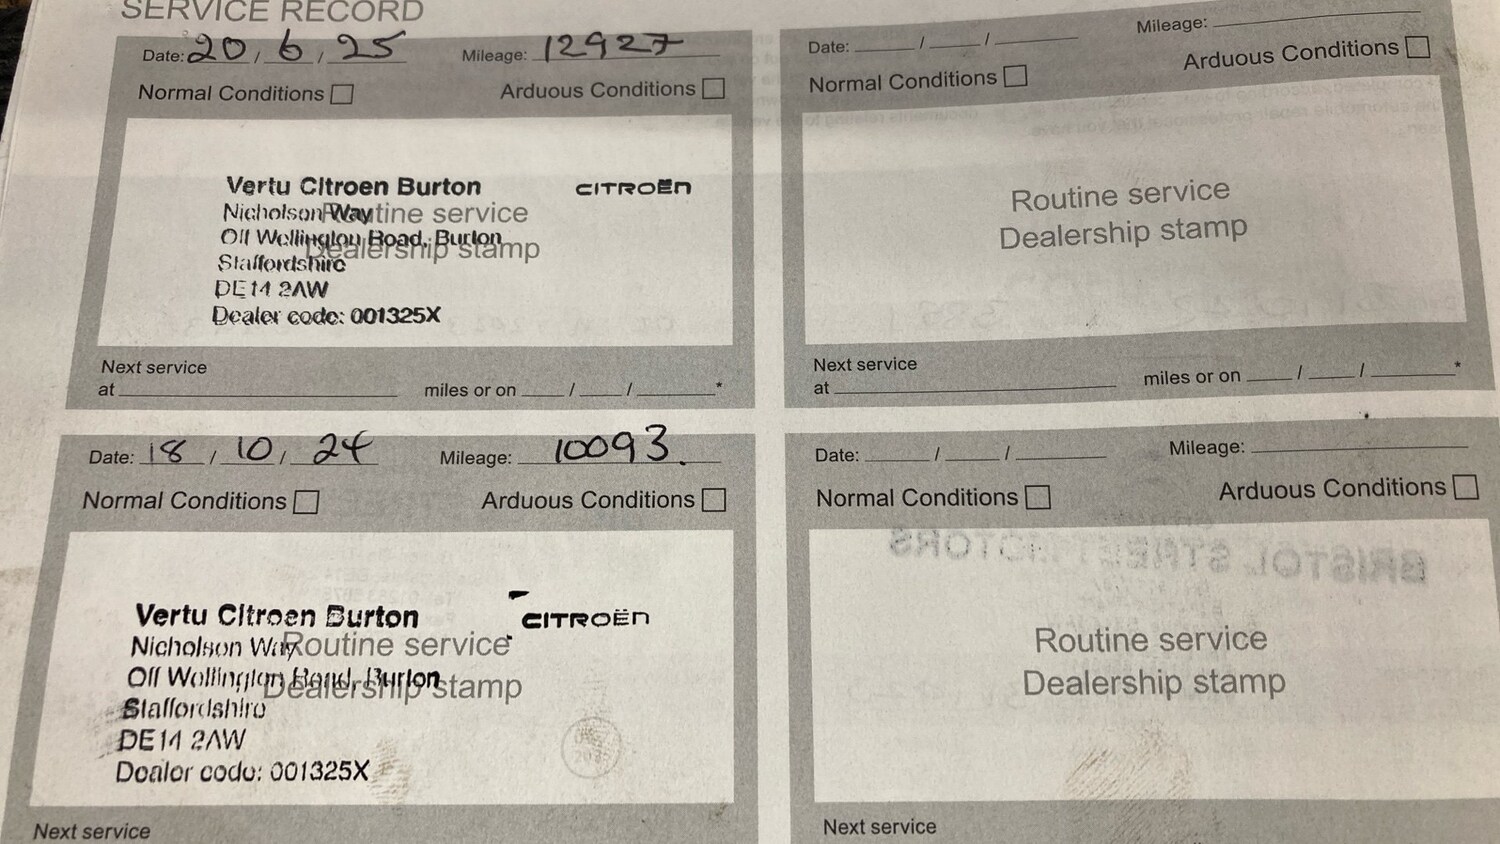 SERVICE RECORD
Date: 20 / 6 / 25 Mileage: 12927
Normal Conditions Arduous Conditions
Vertu Citroen Burton CITROËN
Nicholson Way
Routine service
Off Wellington Road, Burton
Dealership stamp
Staffordshire
DE14 2AW
Dealer code: 001325X
Next service
at miles or on / / *
Date: / / Mileage:
Normal Conditions Arduous Conditions
Routine service
Dealership stamp
Next service
at miles or on / / *
Date: 18 / 10 / 24 Mileage: 10093.
Normal Conditions Arduous Conditions
Vertu Citroen Burton CITROËN
Nicholson Way
Routine service
Off Wellington Road, Burton
Dealership stamp
Staffordshire
DE14 2AW
Dealer code: 001325X
Next service
Date: / / Mileage:
Normal Conditions Arduous Conditions
BRISTOL STREET MOTORS
Routine service
Dealership stamp
Next service